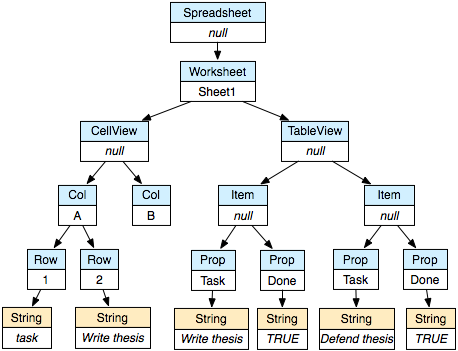 Spreadsheet
null
Worksheet
Sheet1
CellView TableView
null null
Col Col Item Item
A B null null
Row Row Prop Prop Prop Prop
1 2 Task Done Task Done
String String String String String String
task Write thesis Write thesis TRUE Defend thesis TRUE